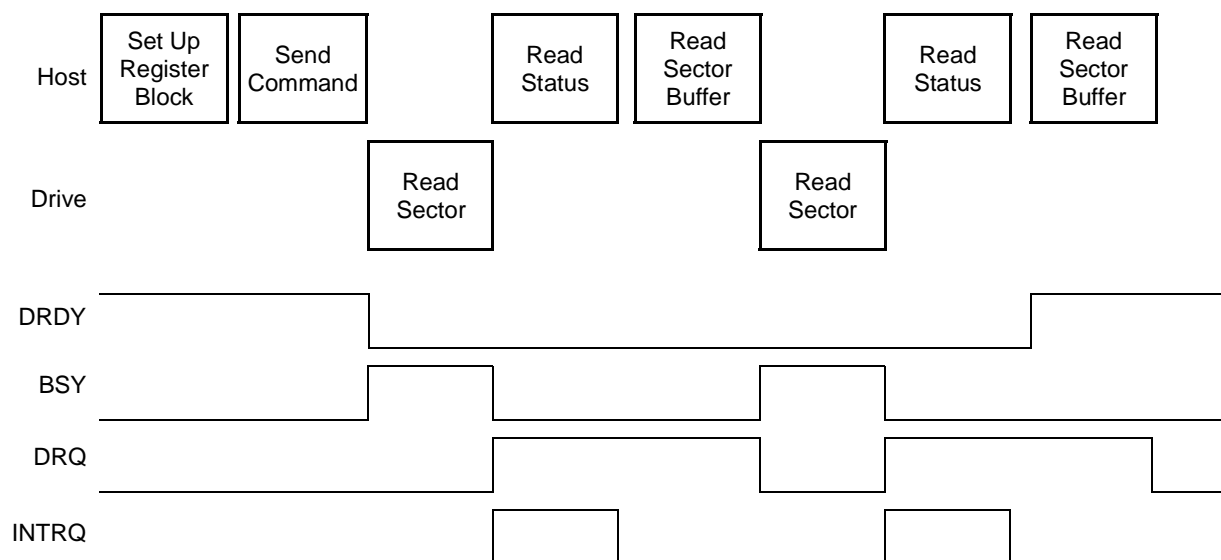 Host
Set Up
Register
Block
Send
Command
Read
Status
Read
Sector
Buffer
Read
Status
Read
Sector
Buffer
Drive
Read
Sector
Read
Sector
DRDY
BSY
DRQ
INTRQ